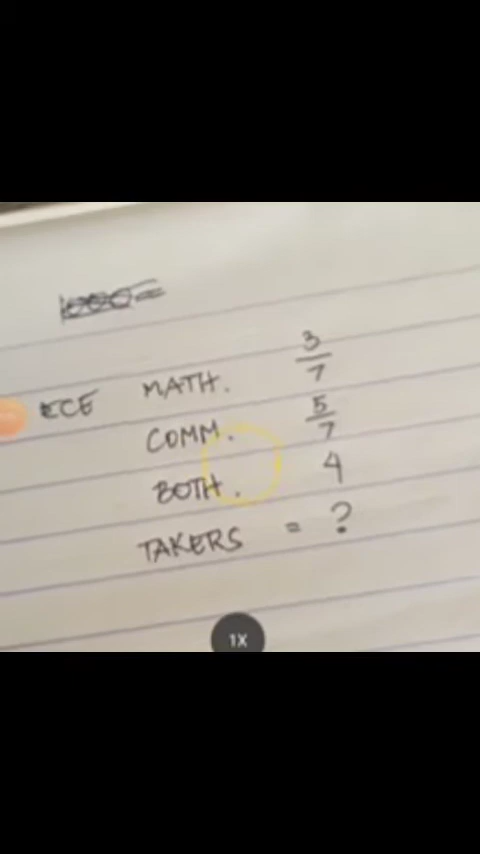 ECE MATH. 3/7
COMM. 5/7
BOTH. 4
TAKERS = ?
1X